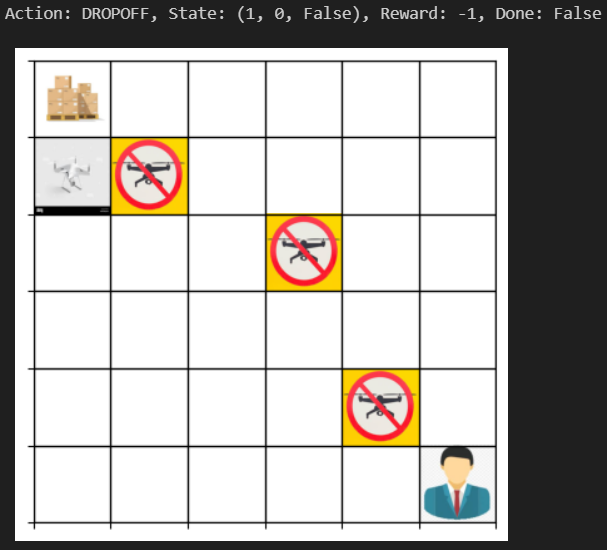 Action: DROPOFF, State: (1, 0, False), Reward: -1, Done: False